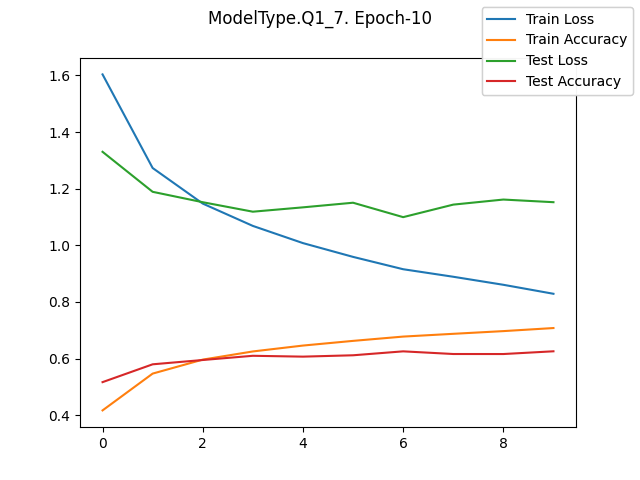 ModelType.Q1_7. Epoch-10
Train Loss
Train Accuracy
Test Loss
Test Accuracy
1.6
1.4
1.2
1.0
0.8
0.6
0.4
0 2 4 6 8